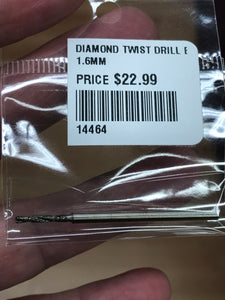 DIAMOND TWIST DRILL B
1.6MM
PRICE $22.99
14464